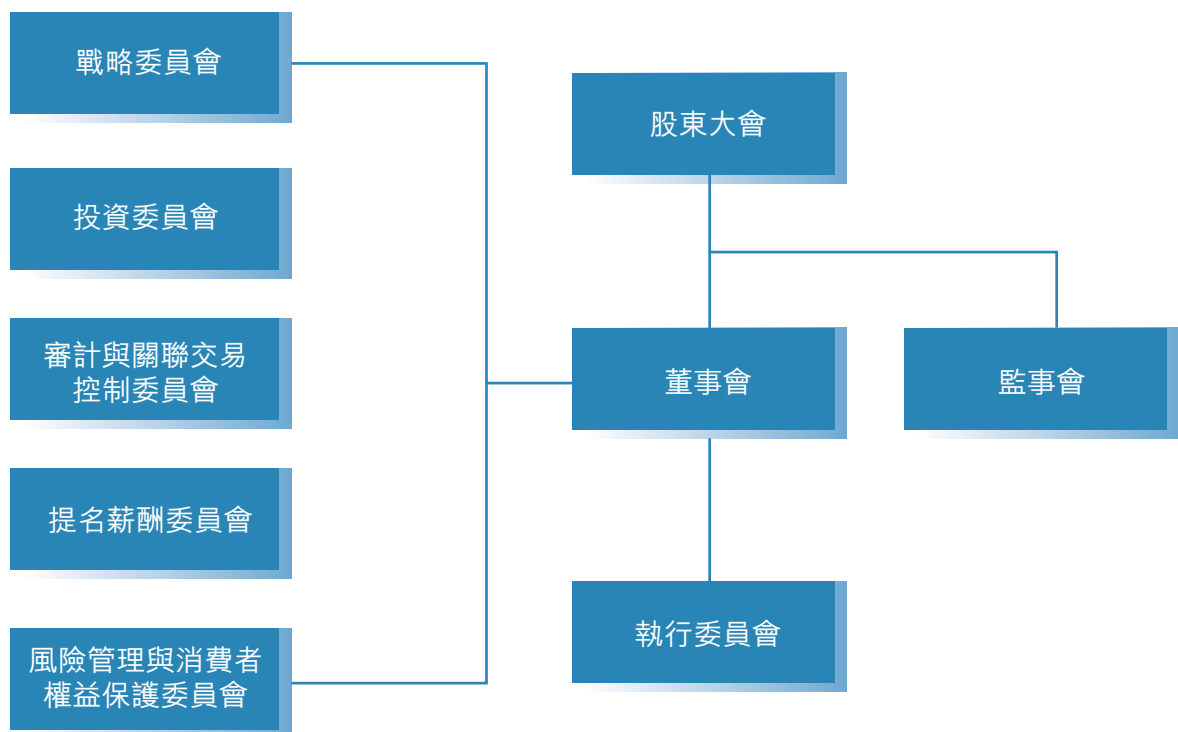 戰略委員會
投資委員會
審計與關聯交易
控制委員會
提名薪酬委員會
風險管理與消費者
權益保護委員會
股東大會
董事會
監事會
執行委員會